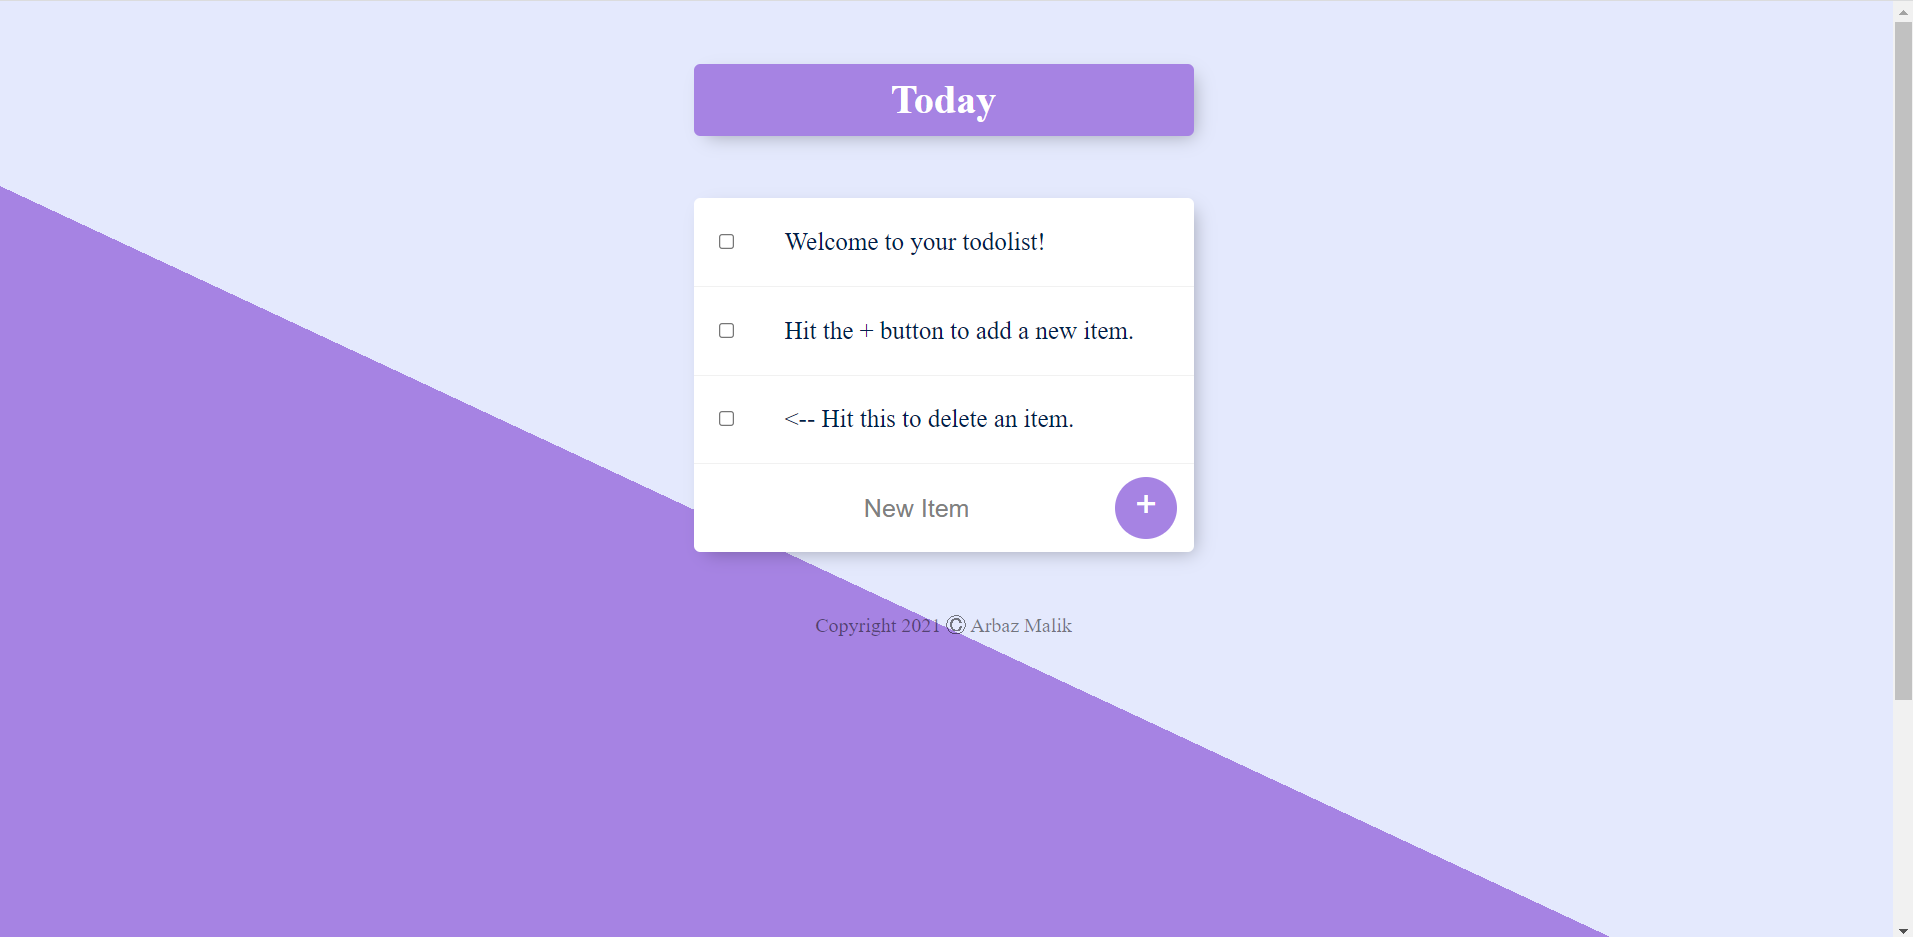 Today
Welcome to your todolist!
Hit the + button to add a new item.
<-- Hit this to delete an item.
New Item +
Copyright 2021 © Arbaz Malik